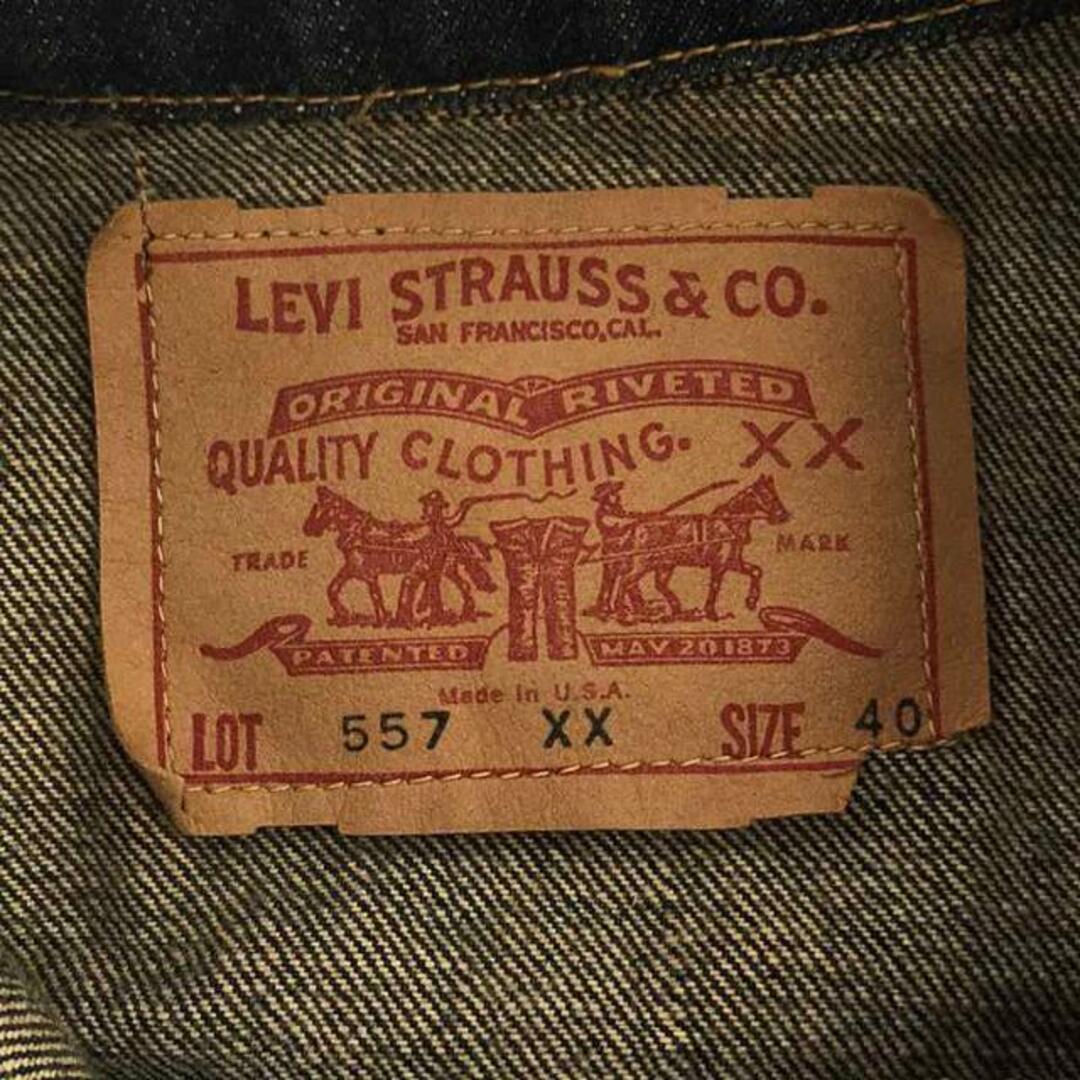 LEVI STRAUSS & CO.
SAN FRANCISCO, CAL.
ORIGINAL RIVETED
QUALITY CLOTHING. XX
TRADE MARK
PATENTED MAY 20 1873
Made in U.S.A.
LOT 557 XX SIZE 40